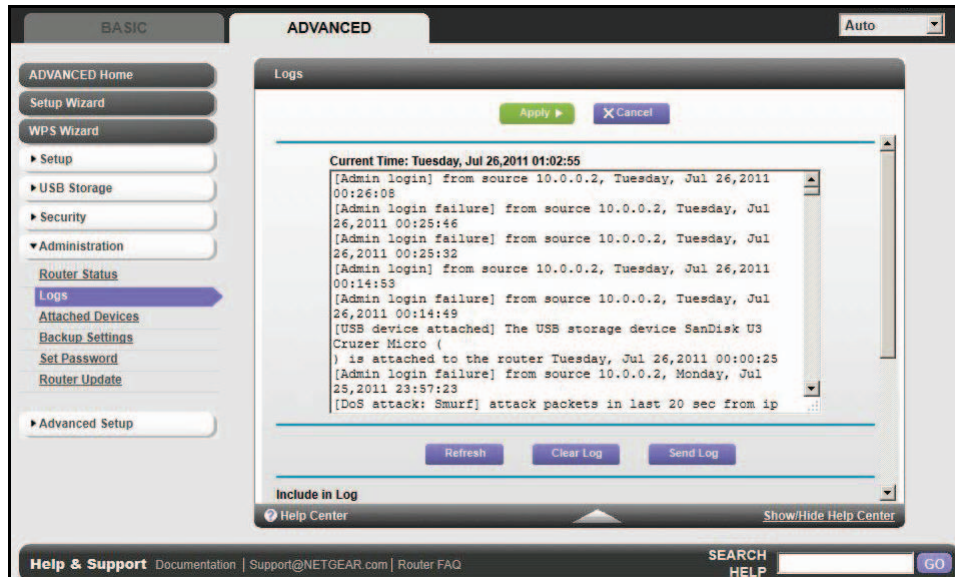 BASIC
ADVANCED
Auto
ADVANCED Home
Setup Wizard
WPS Wizard
Setup
USB Storage
Security
Administration
Router Status
Logs
Attached Devices
Backup Settings
Set Password
Router Update
Advanced Setup
Logs
Apply
X Cancel
Current Time: Tuesday, Jul 26,2011 01:02:55
[Admin login] from source 10.0.0.2, Tuesday, Jul 26,2011
00:26:08
[Admin login failure] from source 10.0.0.2, Tuesday, Jul
26,2011 00:25:46
[Admin login failure] from source 10.0.0.2, Tuesday, Jul
26,2011 00:25:32
[Admin login] from source 10.0.0.2, Tuesday, Jul 26,2011
00:14:53
[Admin login failure] from source 10.0.0.2, Tuesday, Jul
26,2011 00:14:49
[USB device attached] The USB storage device SanDisk U3
Cruzer Micro (
) is attached to the router Tuesday, Jul 26,2011 00:00:25
[Admin login failure] from source 10.0.0.2, Monday, Jul
25,2011 23:57:23
[DoS attack: Smurf] attack packets in last 20 sec from ip
Refresh
Clear Log
Send Log
Include in Log
Help Center
Show/Hide Help Center
Help & Support Documentation | Support@NETGEAR.com | Router FAQ
SEARCH
HELP
GO